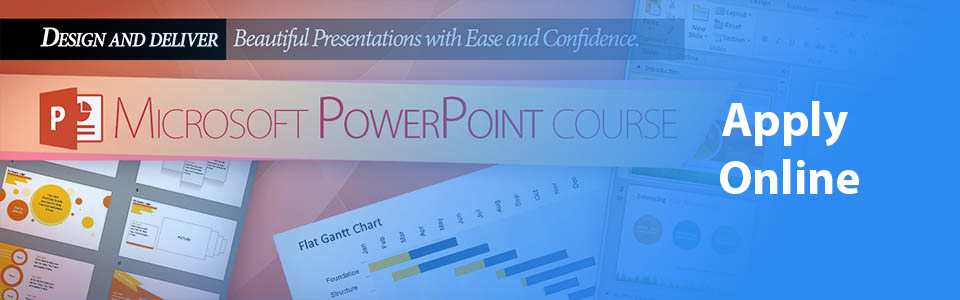 DESIGN AND DELIVER Beautiful Presentations with Ease and Confidence.
P MICROSOFT POWERPOINT COURSE
Apply
Online
Paste
New
Slide
Layout
Reset
Section
Slides
Introduction
PICTURE
Flat Gantt Chart
Jan Feb Mar Apr May Jun Jul Aug Sep Oct Nov Dec
Foundation
Structure